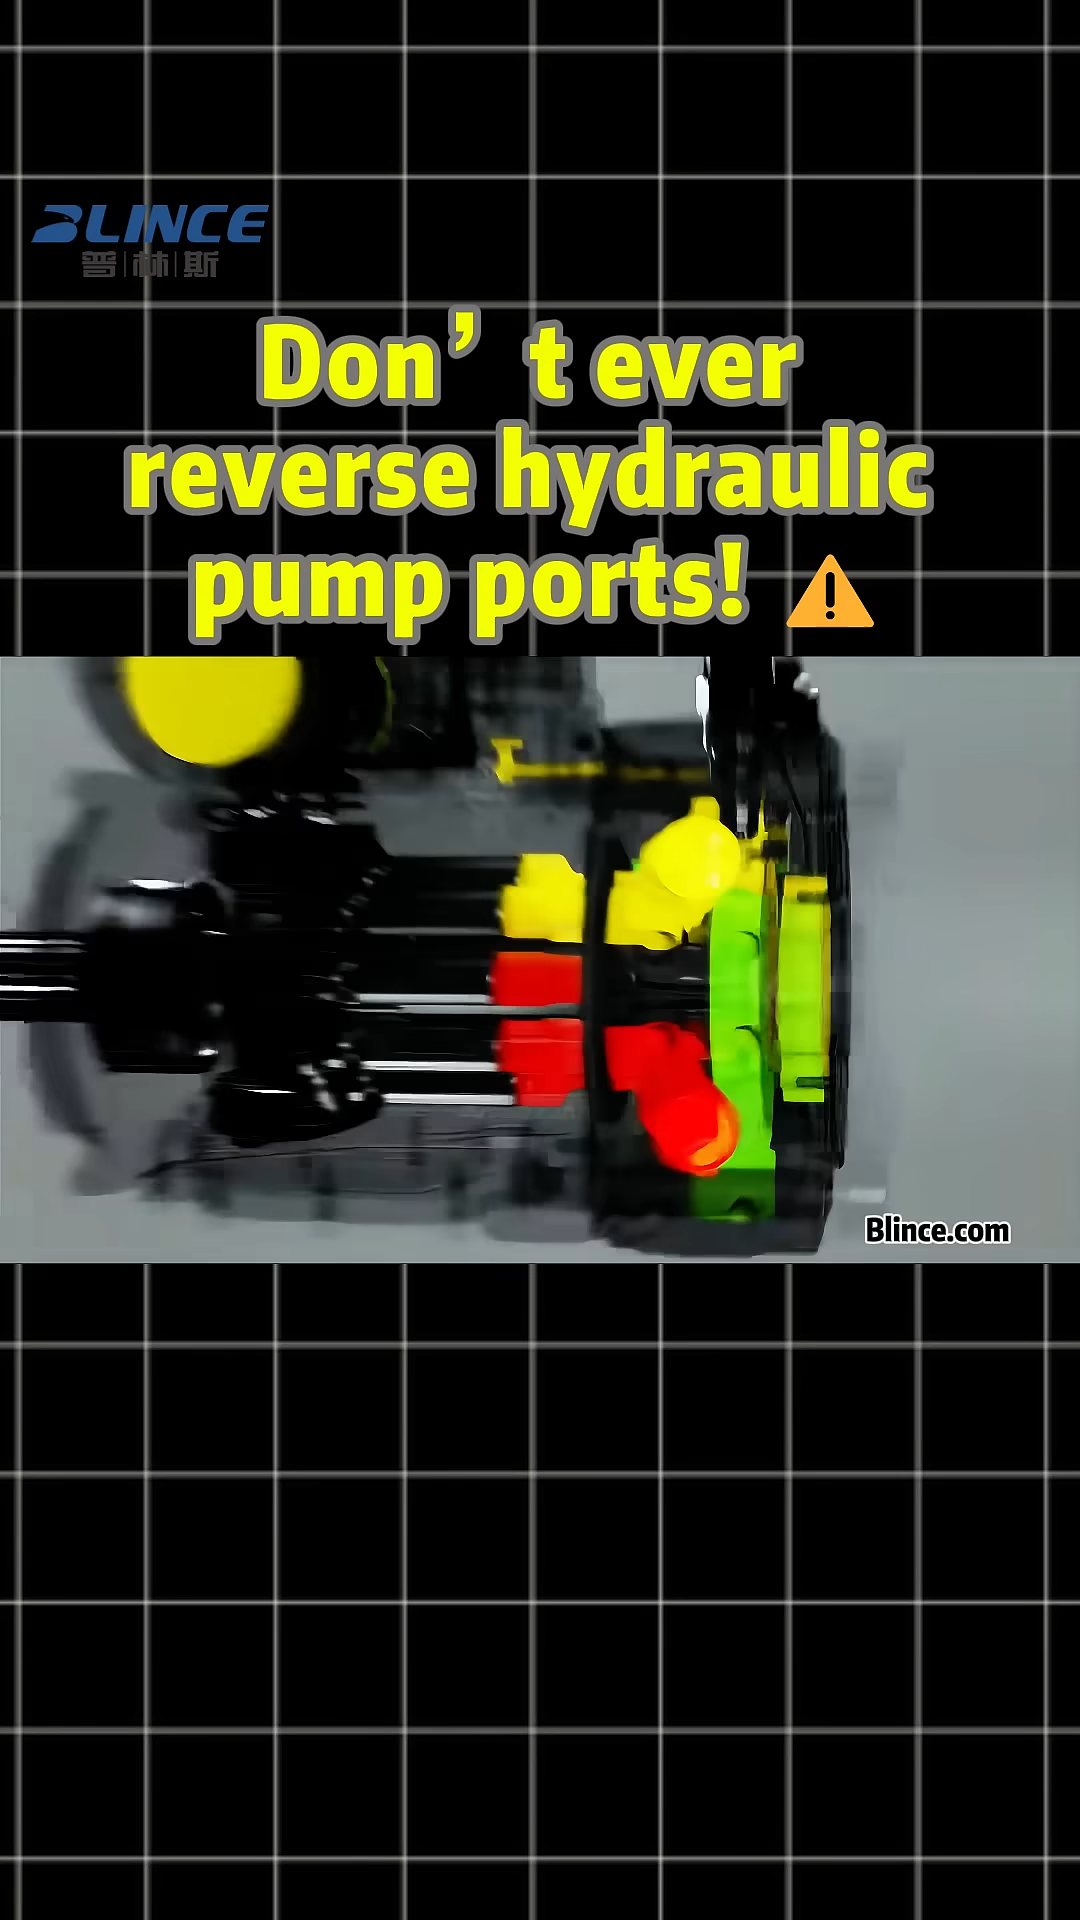 BLINCE
普|林|斯
Don’t ever
reverse hydraulic
pump ports! ⚠
Blince.com